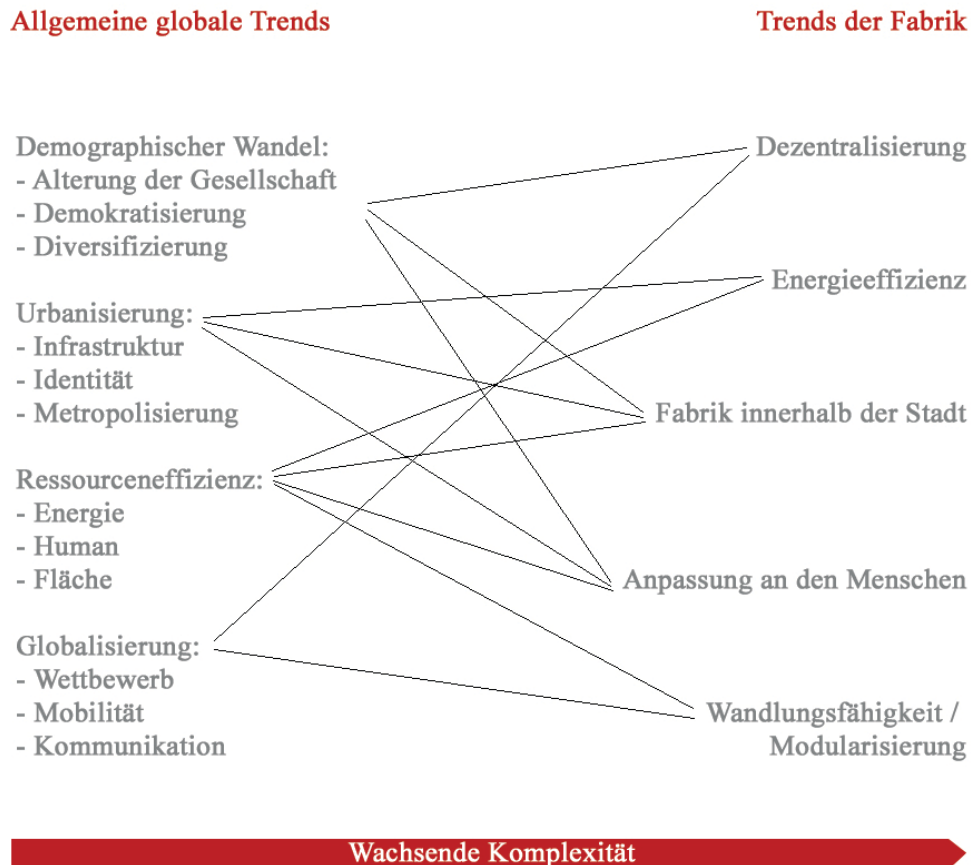 Allgemeine globale Trends
Trends der Fabrik
Demographischer Wandel:
- Alterung der Gesellschaft
- Demokratisierung
- Diversifizierung
Urbanisierung:
- Infrastruktur
- Identität
- Metropolisierung
Ressourceneffizienz:
- Energie
- Human
- Fläche
Globalisierung:
- Wettbewerb
- Mobilität
- Kommunikation
Dezentralisierung
Energieeffizienz
Fabrik innerhalb der Stadt
Anpassung an den Menschen
Wandlungsfähigkeit /
Modularisierung
Wachsende Komplexität